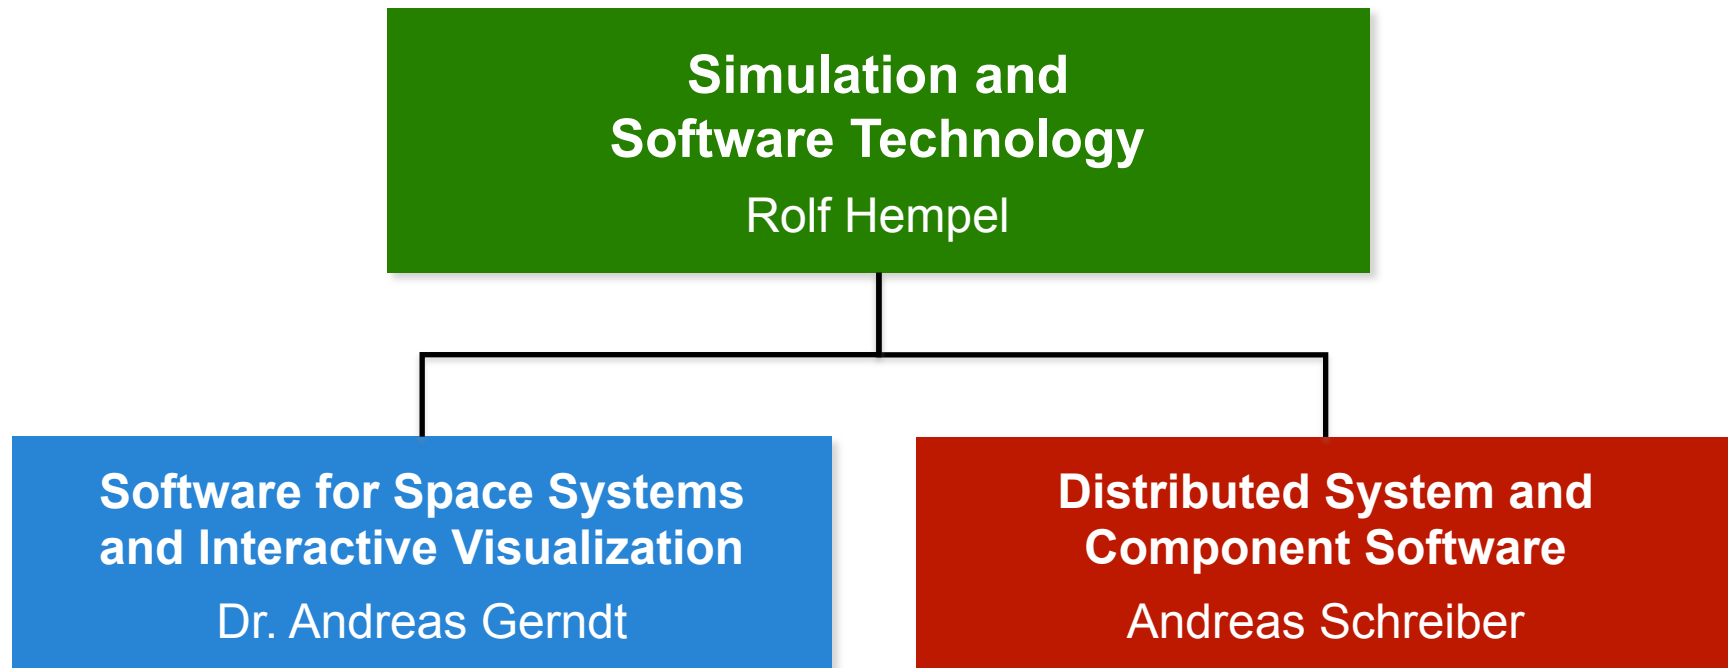 Simulation and
Software Technology
Rolf Hempel
Software for Space Systems
and Interactive Visualization
Dr. Andreas Gerndt
Distributed System and
Component Software
Andreas Schreiber